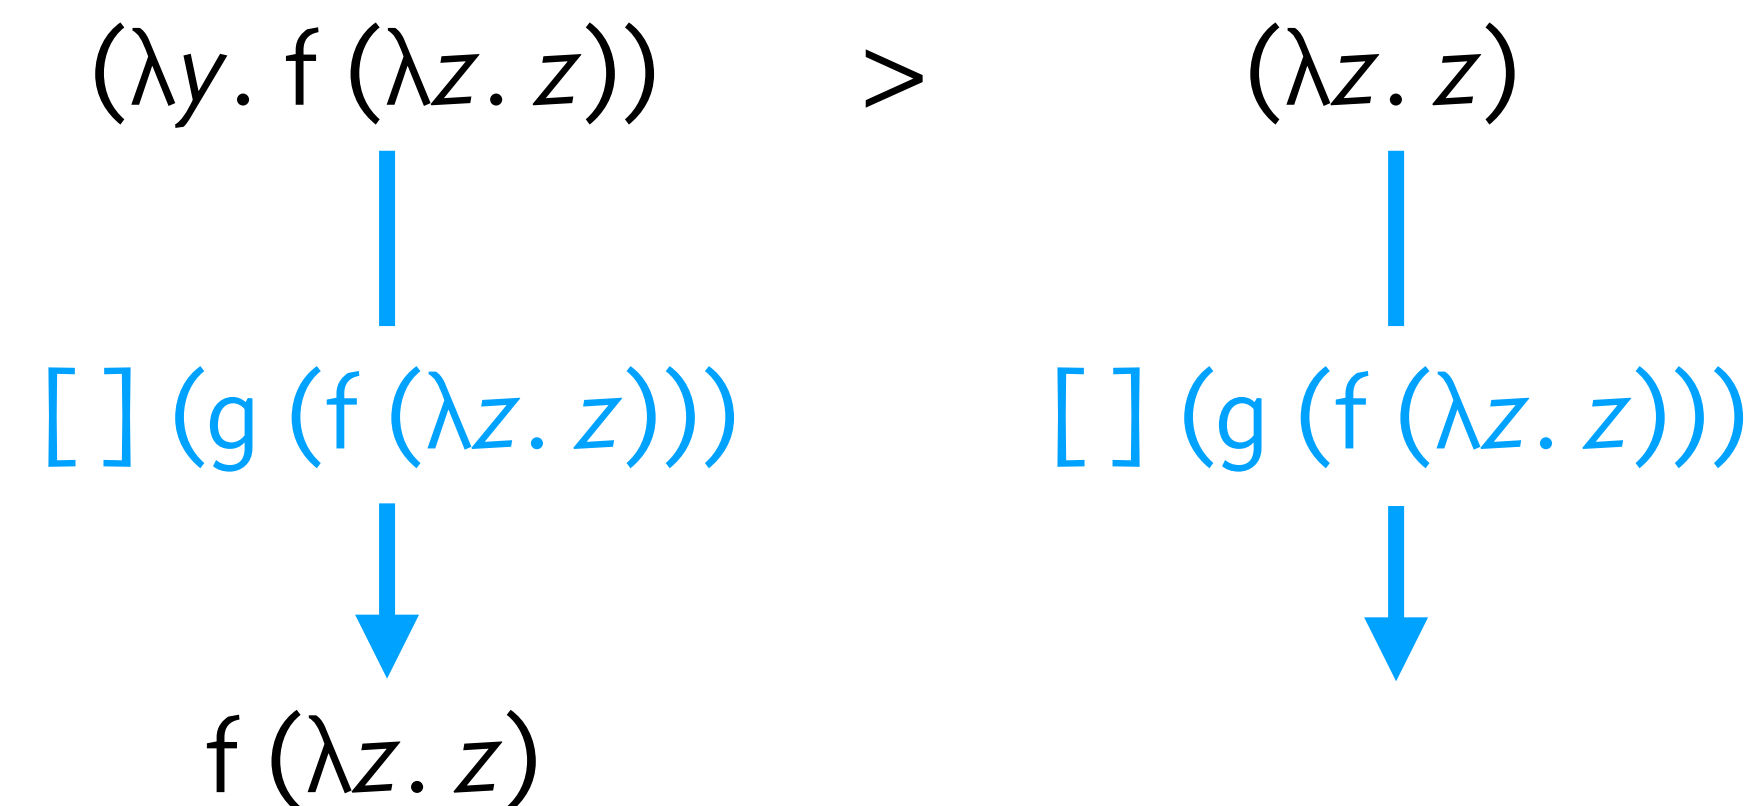 (λy. f (λz. z)) > (λz. z)
[ ] (g (f (λz. z))) [ ] (g (f (λz. z)))
f (λz. z)